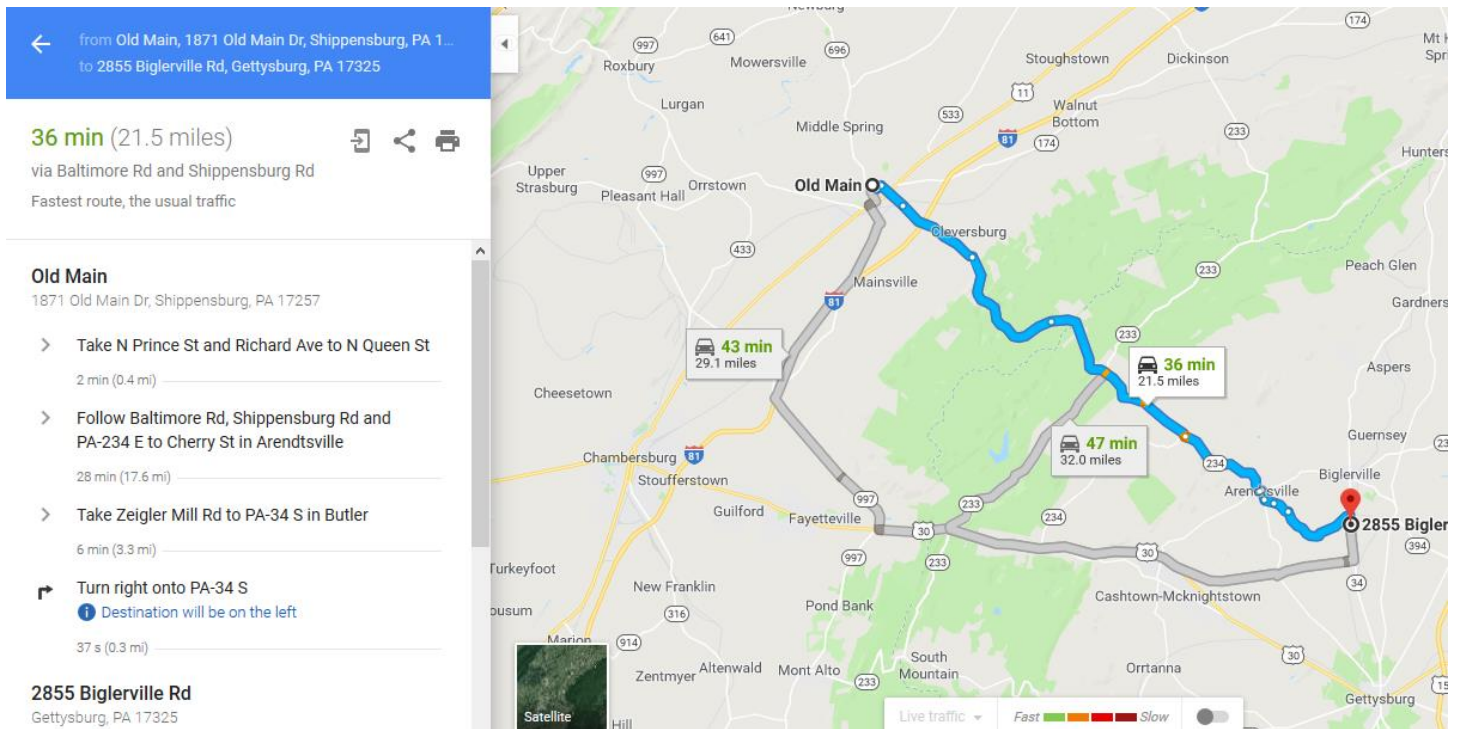 from Old Main, 1871 Old Main Dr, Shippensburg, PA 1...
to 2855 Biglerville Rd, Gettysburg, PA 17325
36 min (21.5 miles)
via Baltimore Rd and Shippensburg Rd
Fastest route, the usual traffic
Old Main
1871 Old Main Dr, Shippensburg, PA 17257
Take N Prince St and Richard Ave to N Queen St
2 min (0.4 mi)
Follow Baltimore Rd, Shippensburg Rd and
PA-234 E to Cherry St in Arendtsville
28 min (17.6 mi)
Take Zeigler Mill Rd to PA-34 S in Butler
6 min (3.3 mi)
Turn right onto PA-34 S
Destination will be on the left
37 s (0.3 mi)
2855 Biglerville Rd
Gettysburg, PA 17325
174
641
997
696
Roxbury
Mowersville
Stoughstown
Dickinson
11
Lurgan
Walnut
Bottom
533
Middle Spring
81
174
233
Hunters
Upper
Strasburg
997
Orrstown
Pleasant Hall
Old Main
Cleversburg
433
233
Peach Glen
Mainsville
81
Gardners
233
43 min
29.1 miles
36 min
21.5 miles
Aspers
Cheesetown
47 min
32.0 miles
Guernsey
Chambersburg
81
Stoufferstown
234
Biglerville
Arendtsville
997
233
Guilford
Fayetteville
234
30
2855 Bigler
394
997
233
30
34
New Franklin
Cashtown-Mcknightstown
316
Pond Bank
Marion
914
South
Mountain
Orrtanna
30
Zentmyer
Altenwald
Mont Alto
233
Gettysburg
Satellite
Hill
Live traffic
Fast
Slow